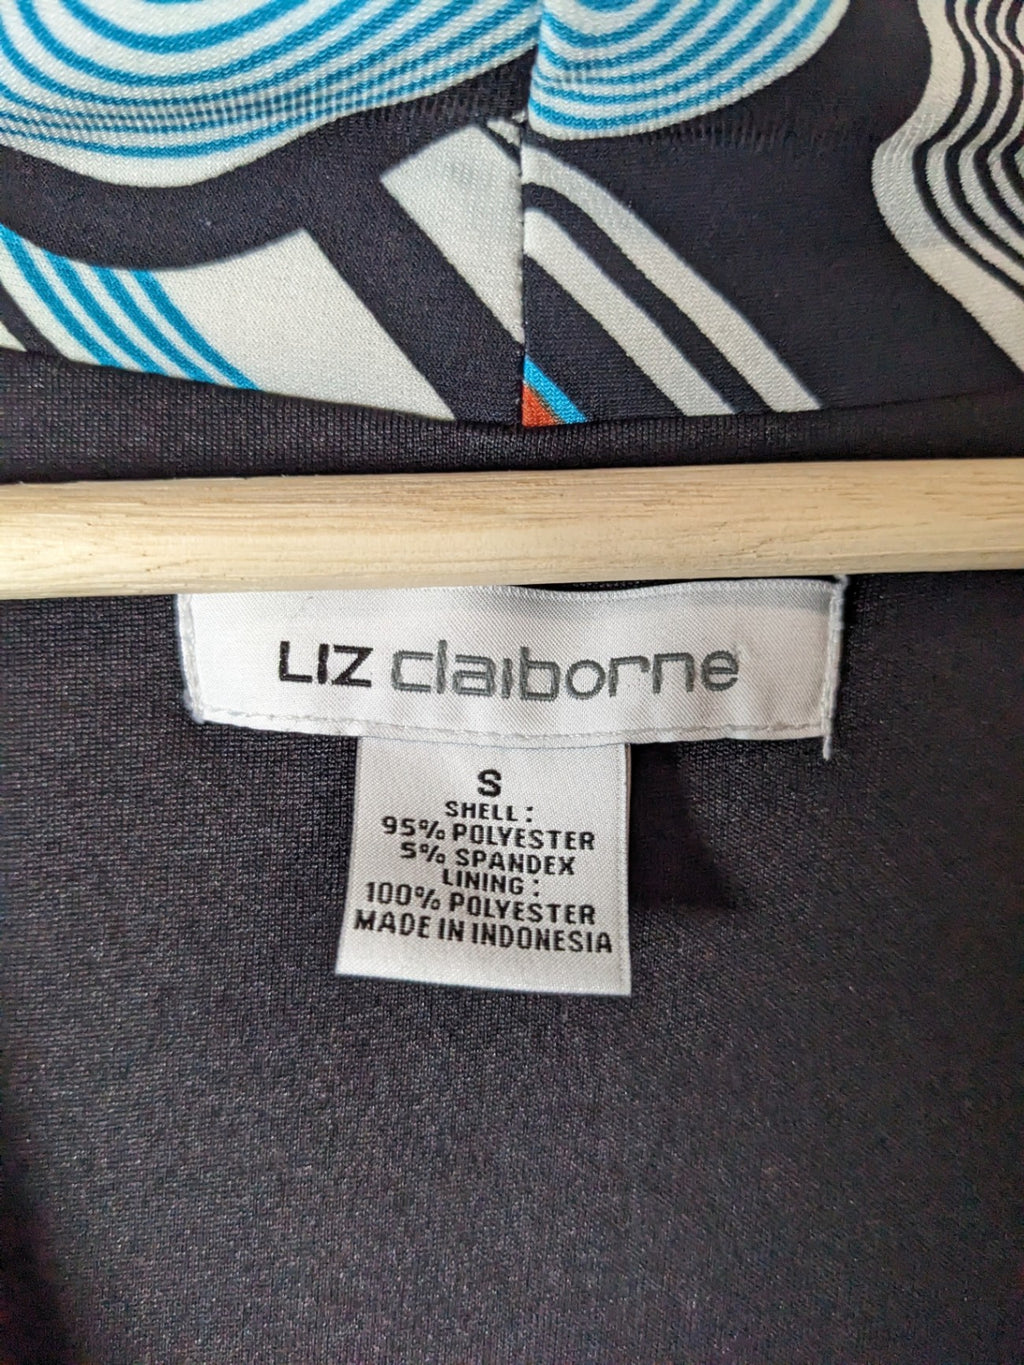 LIZ claiborne
S
SHELL:
95% POLYESTER
5% SPANDEX
LINING:
100% POLYESTER
MADE IN INDONESIA